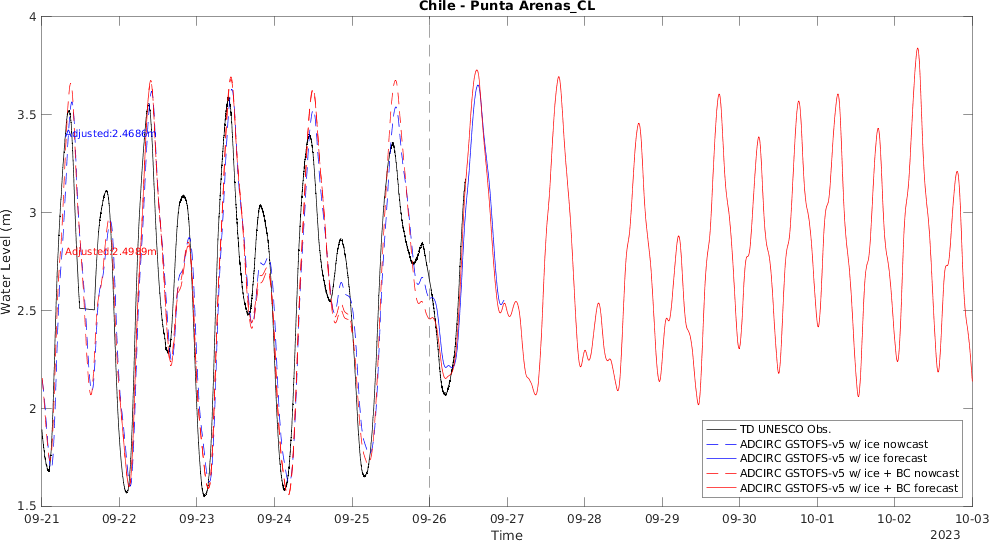 Chile - Punta Arenas_CL
Water Level (m)
4
3.5
3
2.5
2
1.5
Adjusted:2.4686m
Adjusted:2.4989m
TD UNESCO Obs.
ADCIRC GSTOFS-v5 w/ ice nowcast
ADCIRC GSTOFS-v5 w/ ice forecast
ADCIRC GSTOFS-v5 w/ ice + BC nowcast
ADCIRC GSTOFS-v5 w/ ice + BC forecast
09-21 09-22 09-23 09-24 09-25 09-26 09-27 09-28 09-29 09-30 10-01 10-02 10-03
2023
Time